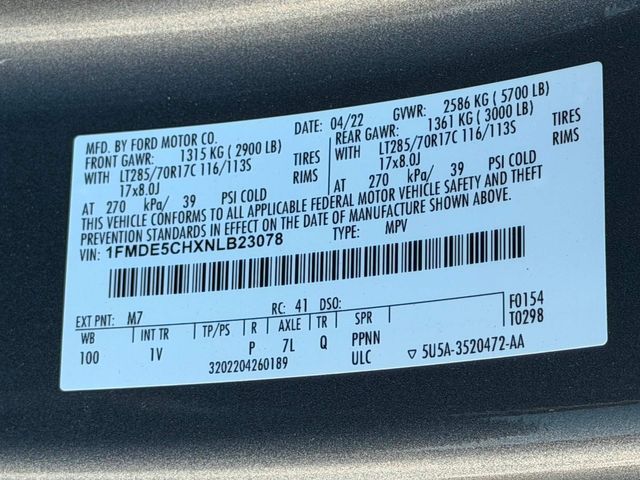 MFD. BY FORD MOTOR CO.
DATE: 04/22 GVWR: 2586 KG ( 5700 LB)
FRONT GAWR: 1315 KG ( 2900 LB) REAR GAWR: 1361 KG ( 3000 LB)
WITH LT285/70R17C 116/113S TIRES WITH LT285/70R17C 116/113S TIRES
17x8.0J RIMS 17x8.0J RIMS
AT 270 kPa/ 39 PSI COLD AT 270 kPa/ 39 PSI COLD
THIS VEHICLE CONFORMS TO ALL APPLICABLE FEDERAL MOTOR VEHICLE SAFETY AND THEFT
PREVENTION STANDARDS IN EFFECT ON THE DATE OF MANUFACTURE SHOWN ABOVE.
VIN: 1FMDE5CHXNLB23078 TYPE: MPV
EXT PNT: M7 RC: 41 DSO: F0154
WB INT TR TP/PS R AXLE TR SPR T0298
100 1V P 7L Q PPNN
3202204260189 ULC ▽ 5U5A-3520472-AA